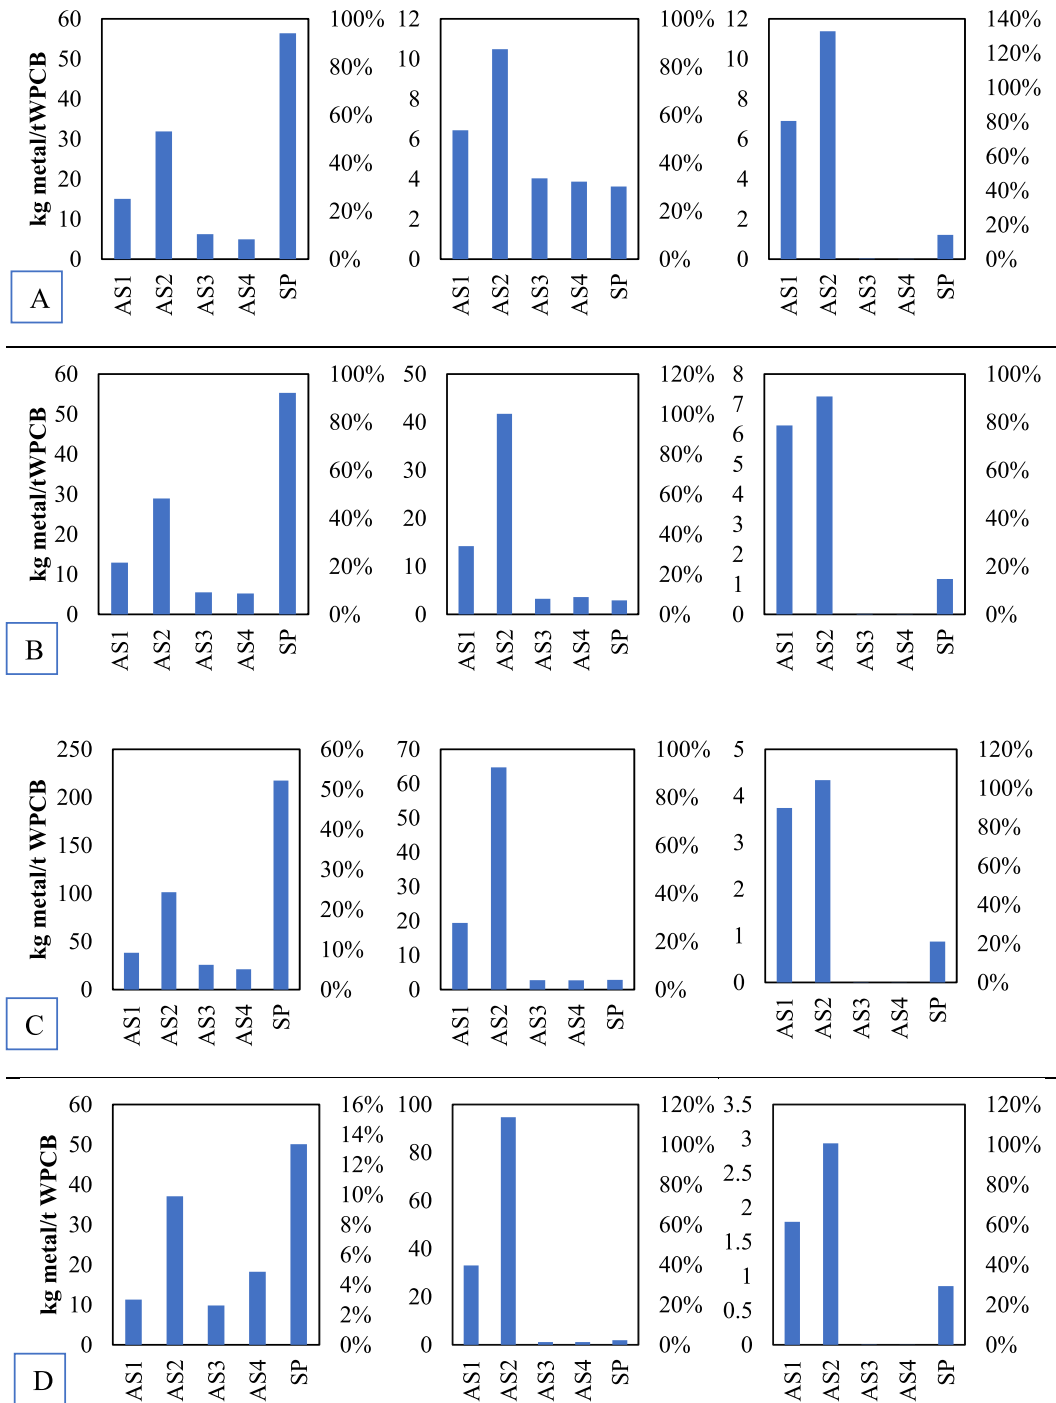 60 100% 12 100% 12 140%
50 80% 10 80% 10 120%
40 60% 8 60% 8 100%
30 40% 6 40% 6 80%
20 20% 4 20% 4 60%
10 0% 2 0% 2 40%
0 0 0 20%
0%
kg metal/tWPCB
AS1 AS2 AS3 AS4 SP AS1 AS2 AS3 AS4 SP AS1 AS2 AS3 AS4 SP
A
60 100% 50 120% 8 100%
50 80% 40 100% 7 80%
40 60% 30 80% 6 60%
30 40% 20 60% 5 40%
20 20% 10 40% 4 20%
10 0% 0 20% 3 0%
0 0% 2
1
0
kg metal/tWPCB
AS1 AS2 AS3 AS4 SP AS1 AS2 AS3 AS4 SP AS1 AS2 AS3 AS4 SP
B
250 60% 70 100% 5 120%
200 50% 60 80% 4 100%
150 40% 50 60% 3 80%
100 30% 40 40% 2 60%
50 20% 30 20% 1 40%
0 10% 20 0% 0 20%
0% 10 0%
0
kg metal/t WPCB
AS1 AS2 AS3 AS4 SP AS1 AS2 AS3 AS4 SP AS1 AS2 AS3 AS4 SP
C
60 16% 100 120% 3.5 120%
50 14% 80 100% 3 100%
40 12% 60 80% 2.5 80%
30 10% 40 60% 2 60%
20 8% 20 40% 1.5 40%
10 6% 0 20% 1 20%
0 4% 0% 0.5 0%
2% 0
0%
kg metal/t WPCB
AS1 AS2 AS3 AS4 SP AS1 AS2 AS3 AS4 SP AS1 AS2 AS3 AS4 SP
D